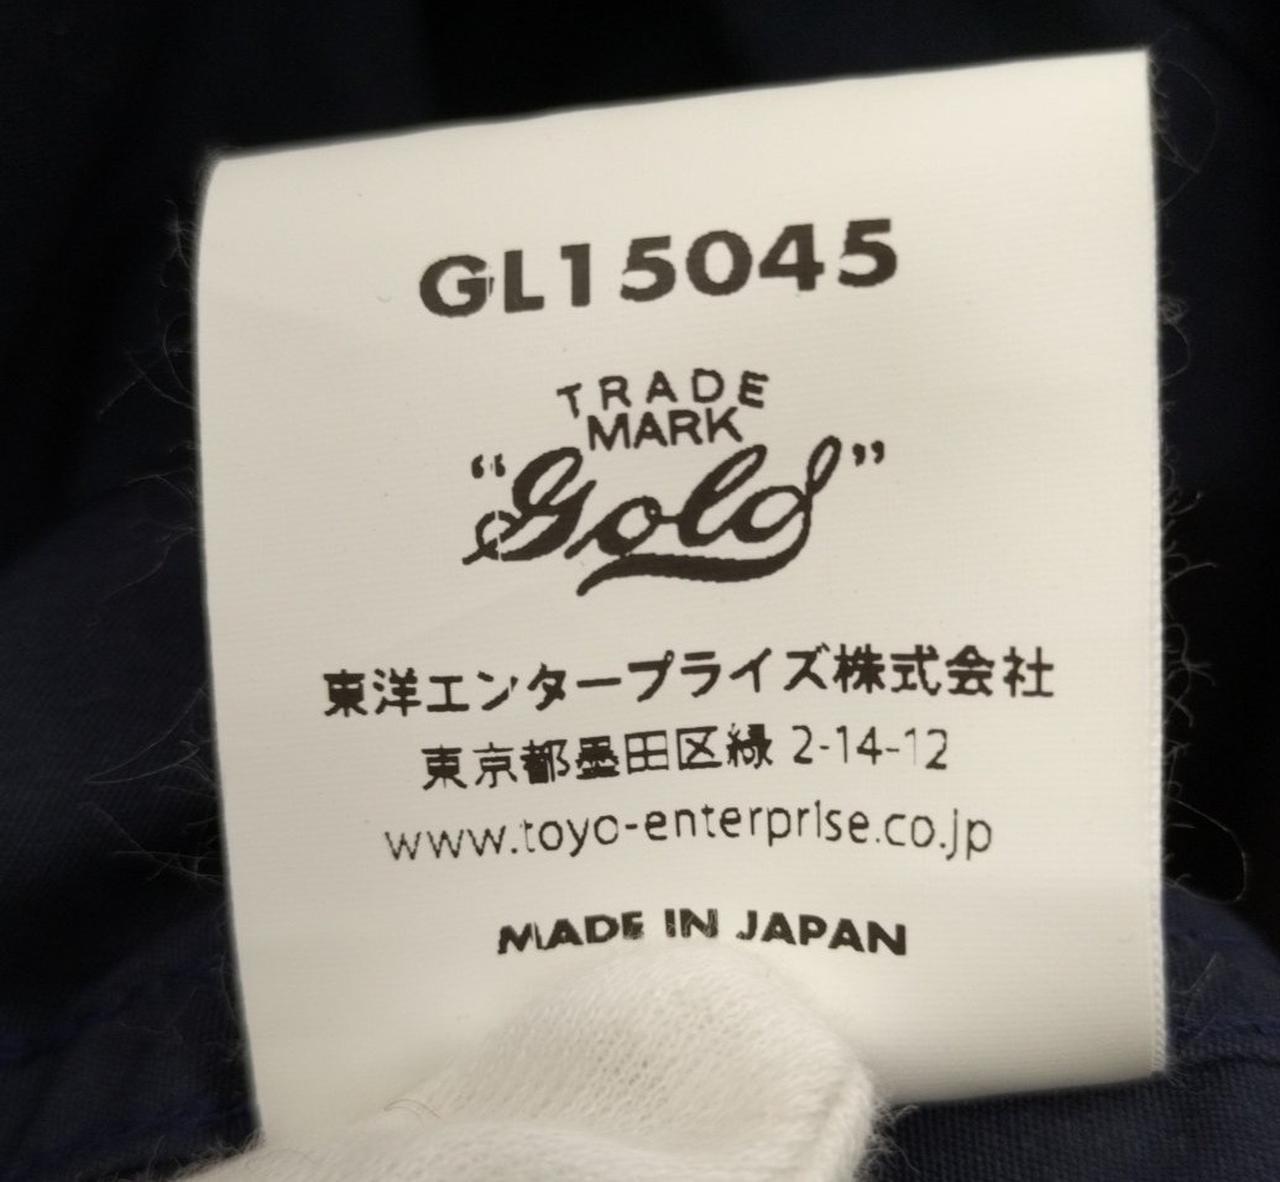 GL15045
TRADE
MARK
“Gold”
東洋エンタープライズ株式会社
東京都墨田区緑 2-14-12
www.toyo-enterprise.co.jp
MADE IN JAPAN